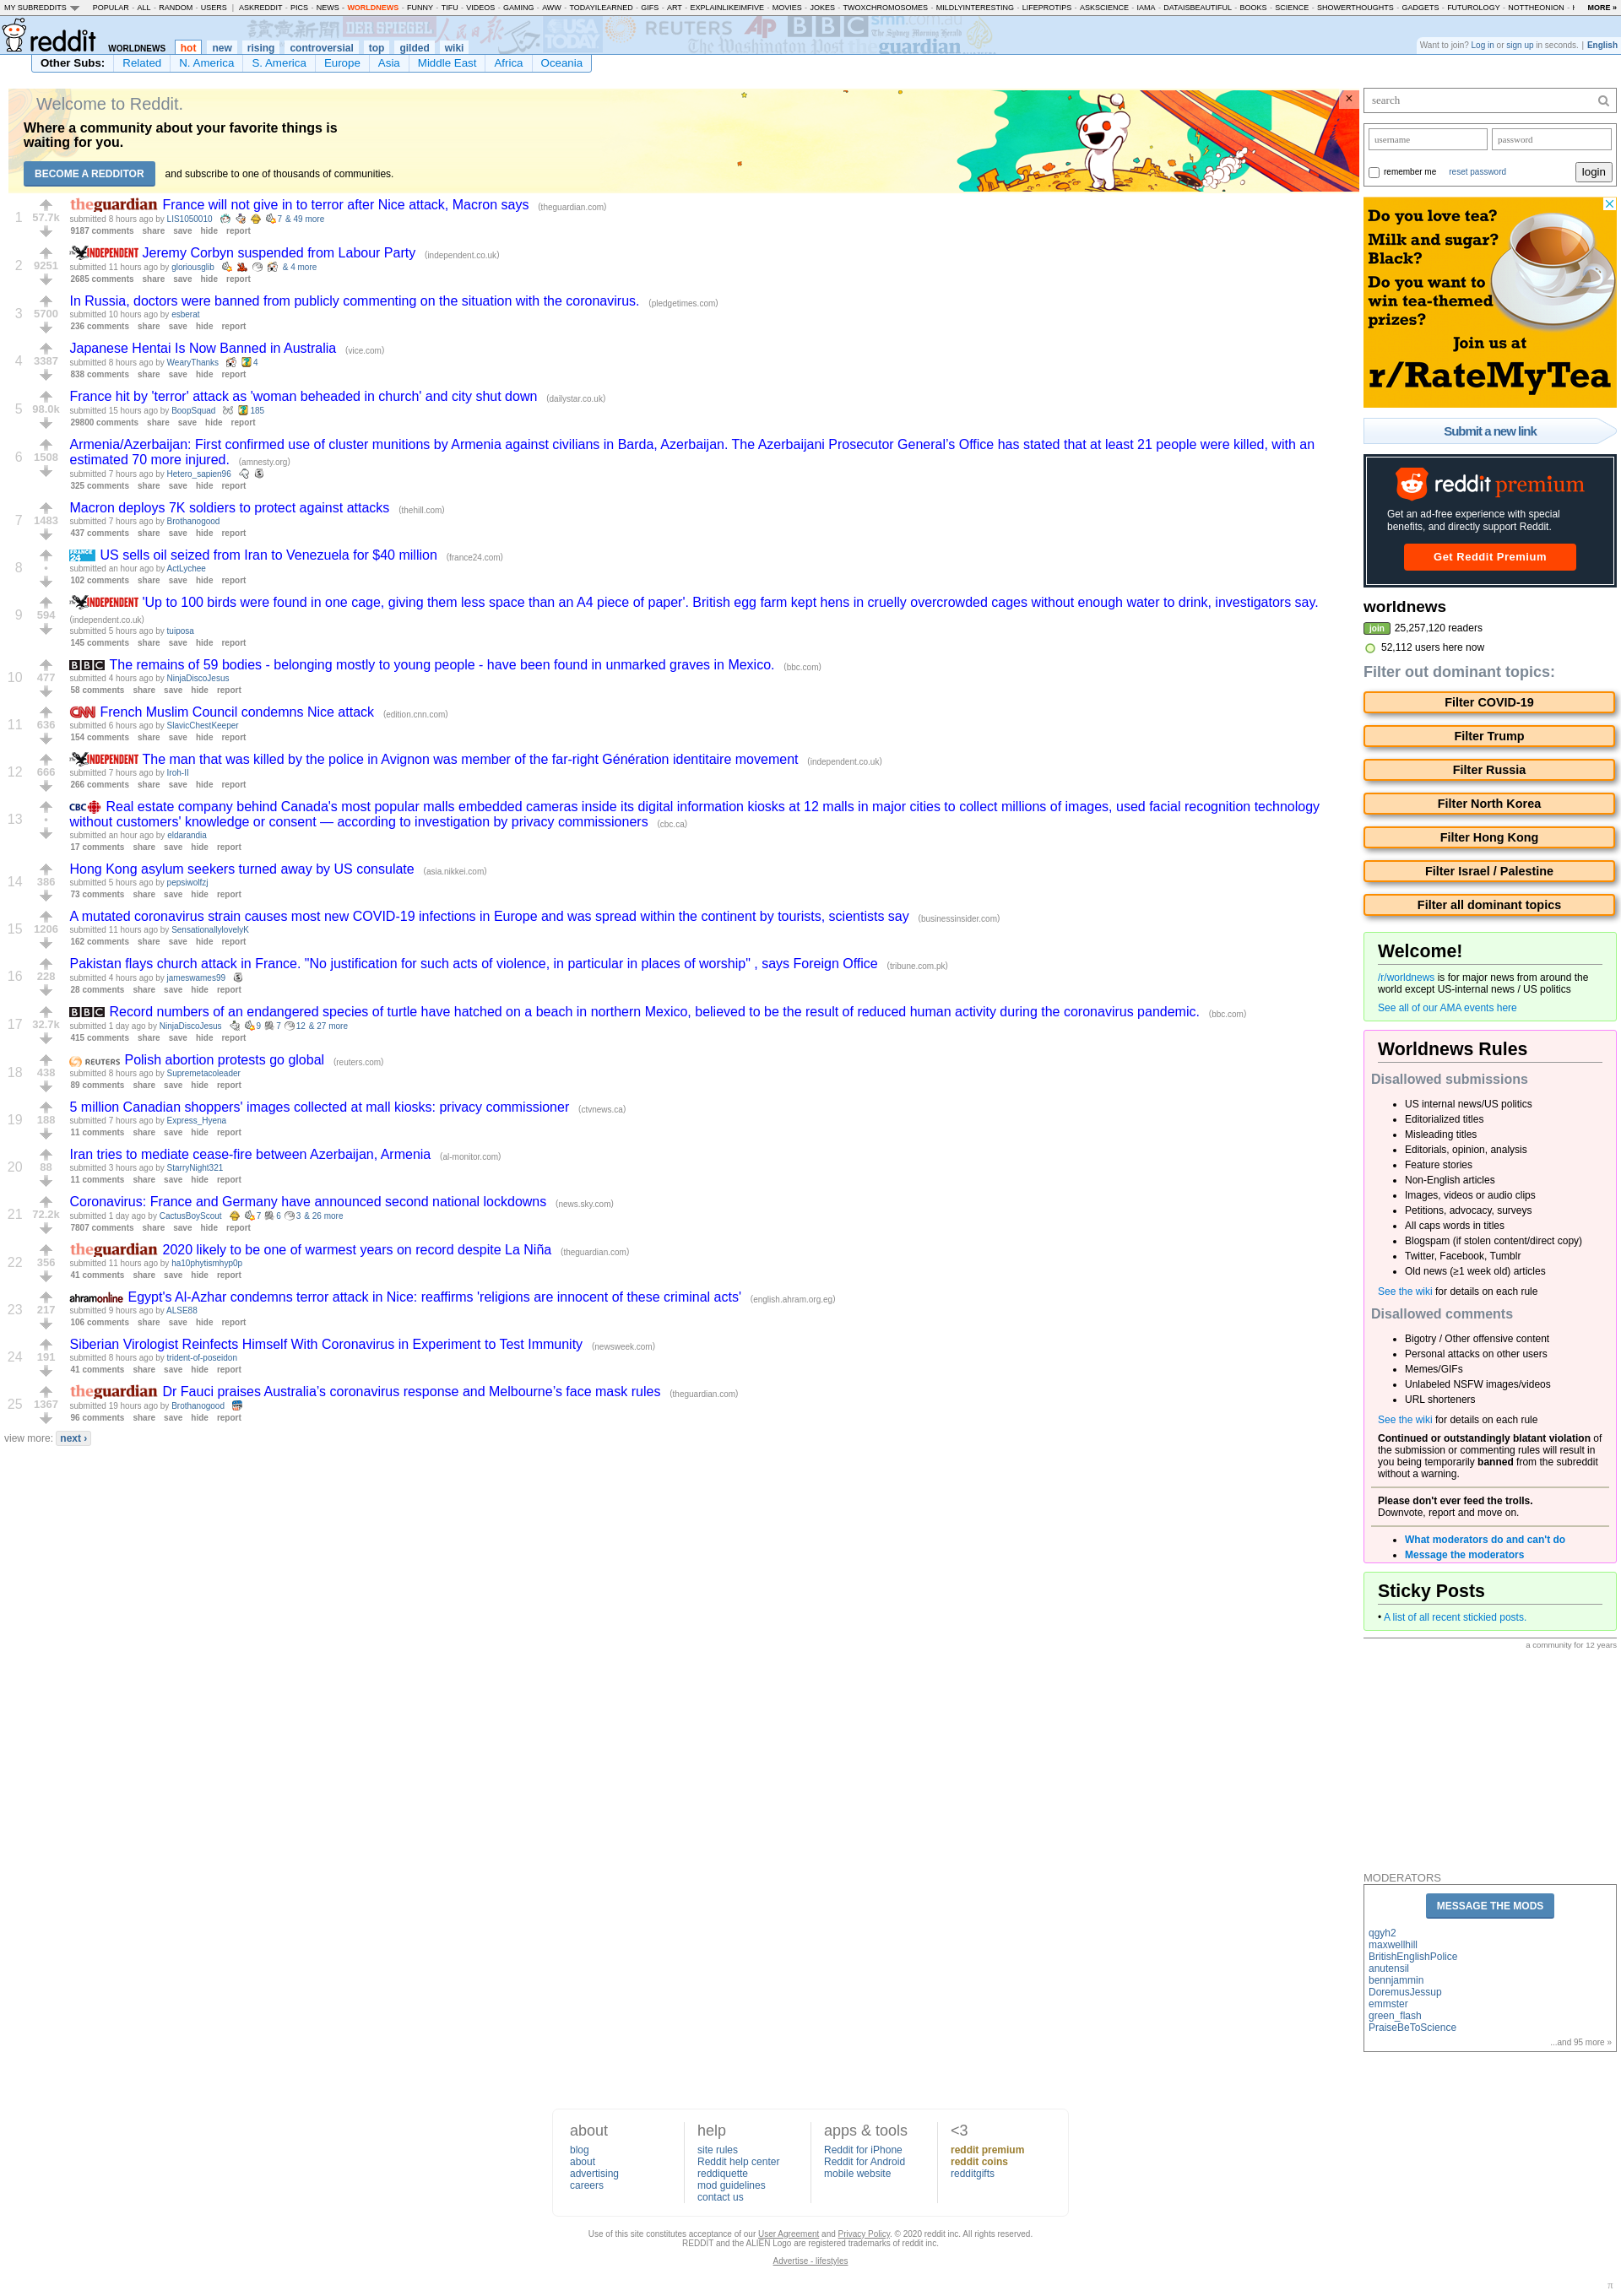 MY SUBREDDITS POPULAR - ALL - RANDOM - USERS | ASKREDDIT - PICS - NEWS - WORLDNEWS - FUNNY - TIFU - VIDEOS - GAMING - AWW - TODAYILEARNED - GIFS - ART - EXPLAINLIKEIMFIVE - MOVIES - JOKES - TWOXCHROMOSOMES - MILDLYINTERESTING - LIFEPROTIPS - ASKSCIENCE - IAMA - DATAISBEAUTIFUL - BOOKS - SCIENCE - SHOWERTHOUGHTS - GADGETS - FUTUROLOGY - NOTTHEONION - MORE »
DER SPIEGEL USA TODAY REUTERS AP BBC smh.com.au
The Sydney Morning Herald
The Washington Post theguardian
reddit WORLDNEWS hot new rising controversial top gilded wiki
Want to join? Log in or sign up in seconds. | English
Other Subs: Related N. America S. America Europe Asia Middle East Africa Oceania
Welcome to Reddit.
Where a community about your favorite things is
waiting for you.
BECOME A REDDITOR and subscribe to one of thousands of communities.
×
1 57.7k theguardian France will not give in to terror after Nice attack, Macron says (theguardian.com)
submitted 8 hours ago by LIS1050010 7 & 49 more
9187 comments share save hide report
2 9251 INDEPENDENT Jeremy Corbyn suspended from Labour Party (independent.co.uk)
submitted 11 hours ago by gloriousglib & 4 more
2685 comments share save hide report
3 5700 In Russia, doctors were banned from publicly commenting on the situation with the coronavirus. (pledgetimes.com)
submitted 10 hours ago by esberat
236 comments share save hide report
4 3387 Japanese Hentai Is Now Banned in Australia (vice.com)
submitted 8 hours ago by WearyThanks 4
838 comments share save hide report
5 98.0k France hit by 'terror' attack as 'woman beheaded in church' and city shut down (dailystar.co.uk)
submitted 15 hours ago by BoopSquad 185
29800 comments share save hide report
6 1508 Armenia/Azerbaijan: First confirmed use of cluster munitions by Armenia against civilians in Barda, Azerbaijan. The Azerbaijani Prosecutor General's Office has stated that at least 21 people were killed, with an
estimated 70 more injured. (amnesty.org)
submitted 7 hours ago by Hetero_sapien96
325 comments share save hide report
7 1483 Macron deploys 7K soldiers to protect against attacks (thehill.com)
submitted 7 hours ago by Brothanogood
437 comments share save hide report
8 • FRANCE 24 US sells oil seized from Iran to Venezuela for $40 million (france24.com)
submitted an hour ago by ActLychee
102 comments share save hide report
9 594 INDEPENDENT 'Up to 100 birds were found in one cage, giving them less space than an A4 piece of paper'. British egg farm kept hens in cruelly overcrowded cages without enough water to drink, investigators say.
(independent.co.uk)
submitted 5 hours ago by tuiposa
145 comments share save hide report
10 477 BBC The remains of 59 bodies - belonging mostly to young people - have been found in unmarked graves in Mexico. (bbc.com)
submitted 4 hours ago by NinjaDiscoJesus
58 comments share save hide report
11 636 CNN French Muslim Council condemns Nice attack (edition.cnn.com)
submitted 6 hours ago by SlavicChestKeeper
154 comments share save hide report
12 666 INDEPENDENT The man that was killed by the police in Avignon was member of the far-right Génération identitaire movement (independent.co.uk)
submitted 7 hours ago by Iroh-II
266 comments share save hide report
13 • CBC Real estate company behind Canada's most popular malls embedded cameras inside its digital information kiosks at 12 malls in major cities to collect millions of images, used facial recognition technology
without customers' knowledge or consent — according to investigation by privacy commissioners (cbc.ca)
submitted an hour ago by eldarandia
17 comments share save hide report
14 386 Hong Kong asylum seekers turned away by US consulate (asia.nikkei.com)
submitted 5 hours ago by pepsiwolfzj
73 comments share save hide report
15 1206 A mutated coronavirus strain causes most new COVID-19 infections in Europe and was spread within the continent by tourists, scientists say (businessinsider.com)
submitted 11 hours ago by SensationallylovelyK
162 comments share save hide report
16 228 Pakistan flays church attack in France. "No justification for such acts of violence, in particular in places of worship" , says Foreign Office (tribune.com.pk)
submitted 4 hours ago by jameswames99
28 comments share save hide report
17 32.7k BBC Record numbers of an endangered species of turtle have hatched on a beach in northern Mexico, believed to be the result of reduced human activity during the coronavirus pandemic. (bbc.com)
submitted 1 day ago by NinjaDiscoJesus 9 7 12 & 27 more
415 comments share save hide report
18 438 REUTERS Polish abortion protests go global (reuters.com)
submitted 8 hours ago by Supremetacoleader
89 comments share save hide report
19 188 5 million Canadian shoppers' images collected at mall kiosks: privacy commissioner (ctvnews.ca)
submitted 7 hours ago by Express_Hyena
11 comments share save hide report
20 88 Iran tries to mediate cease-fire between Azerbaijan, Armenia (al-monitor.com)
submitted 3 hours ago by StarryNight321
11 comments share save hide report
21 72.2k Coronavirus: France and Germany have announced second national lockdowns (news.sky.com)
submitted 1 day ago by CactusBoyScout 7 6 3 & 26 more
7807 comments share save hide report
22 356 theguardian 2020 likely to be one of warmest years on record despite La Niña (theguardian.com)
submitted 11 hours ago by ha10phytismhyp0p
41 comments share save hide report
23 217 ahramonline Egypt's Al-Azhar condemns terror attack in Nice: reaffirms 'religions are innocent of these criminal acts' (english.ahram.org.eg)
submitted 9 hours ago by ALSE88
106 comments share save hide report
24 191 Siberian Virologist Reinfects Himself With Coronavirus in Experiment to Test Immunity (newsweek.com)
submitted 8 hours ago by trident-of-poseidon
41 comments share save hide report
25 1367 theguardian Dr Fauci praises Australia's coronavirus response and Melbourne's face mask rules (theguardian.com)
submitted 19 hours ago by Brothanogood
96 comments share save hide report
view more: next ›
search
username password
remember me reset password login
Do you love tea?
Milk and sugar?
Black?
Do you want to
win tea-themed
prizes?
Join us at
r/RateMyTea
Submit a new link
reddit premium
Get an ad-free experience with special
benefits, and directly support Reddit.
Get Reddit Premium
worldnews
join 25,257,120 readers
52,112 users here now
Filter out dominant topics:
Filter COVID-19
Filter Trump
Filter Russia
Filter North Korea
Filter Hong Kong
Filter Israel / Palestine
Filter all dominant topics
Welcome!
/r/worldnews is for major news from around the
world except US-internal news / US politics
See all of our AMA events here
Worldnews Rules
Disallowed submissions
• US internal news/US politics
• Editorialized titles
• Misleading titles
• Editorials, opinion, analysis
• Feature stories
• Non-English articles
• Images, videos or audio clips
• Petitions, advocacy, surveys
• All caps words in titles
• Blogspam (if stolen content/direct copy)
• Twitter, Facebook, Tumblr
• Old news (≥1 week old) articles
See the wiki for details on each rule
Disallowed comments
• Bigotry / Other offensive content
• Personal attacks on other users
• Memes/GIFs
• Unlabeled NSFW images/videos
• URL shorteners
See the wiki for details on each rule
Continued or outstandingly blatant violation of
the submission or commenting rules will result in
you being temporarily banned from the subreddit
without a warning.
Please don't ever feed the trolls.
Downvote, report and move on.
• What moderators do and can't do
• Message the moderators
Sticky Posts
• A list of all recent stickied posts.
a community for 12 years
MODERATORS
MESSAGE THE MODS
qgyh2
maxwellhill
BritishEnglishPolice
anutensil
bennjammin
DoremusJessup
emmster
green_flash
PraiseBeToScience
...and 95 more »
about help apps & tools <3
blog site rules Reddit for iPhone reddit premium
about Reddit help center Reddit for Android reddit coins
advertising reddiquette mobile website redditgifts
careers mod guidelines
contact us
Use of this site constitutes acceptance of our User Agreement and Privacy Policy. © 2020 reddit inc. All rights reserved.
REDDIT and the ALIEN Logo are registered trademarks of reddit inc.
Advertise - lifestyles
π